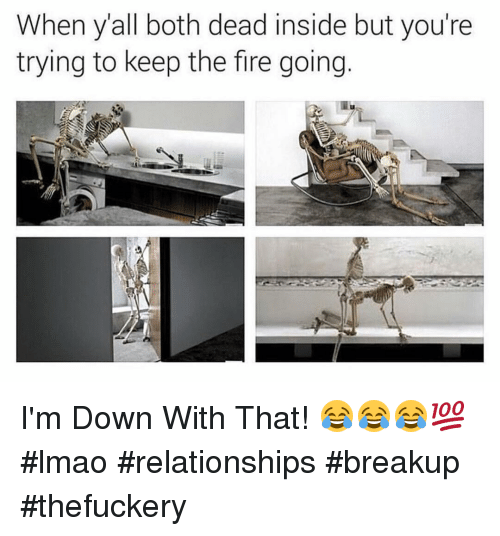 When y'all both dead inside but you're
trying to keep the fire going.
I'm Down With That! 😂😂😂💯
#lmao #relationships #breakup
#thefuckery